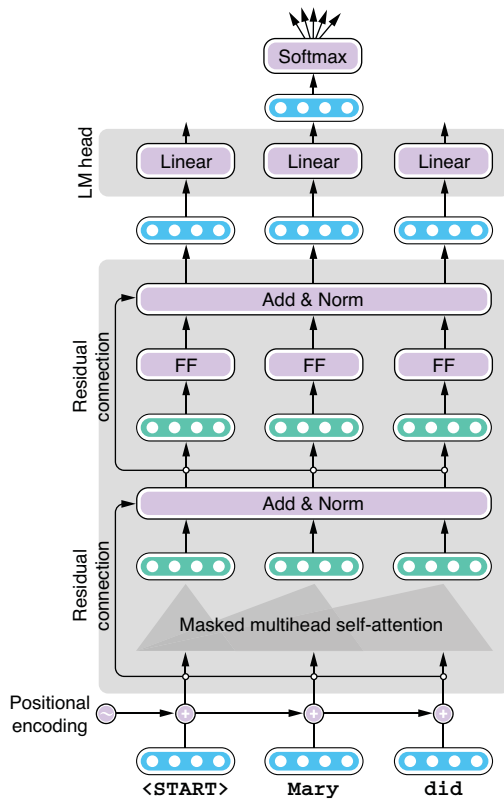 Softmax
LM head
Linear Linear Linear
Add & Norm
Residual
connection
FF FF FF
Add & Norm
Residual
connection
Masked multihead self-attention
Positional
encoding
~ + + +
<START> Mary did